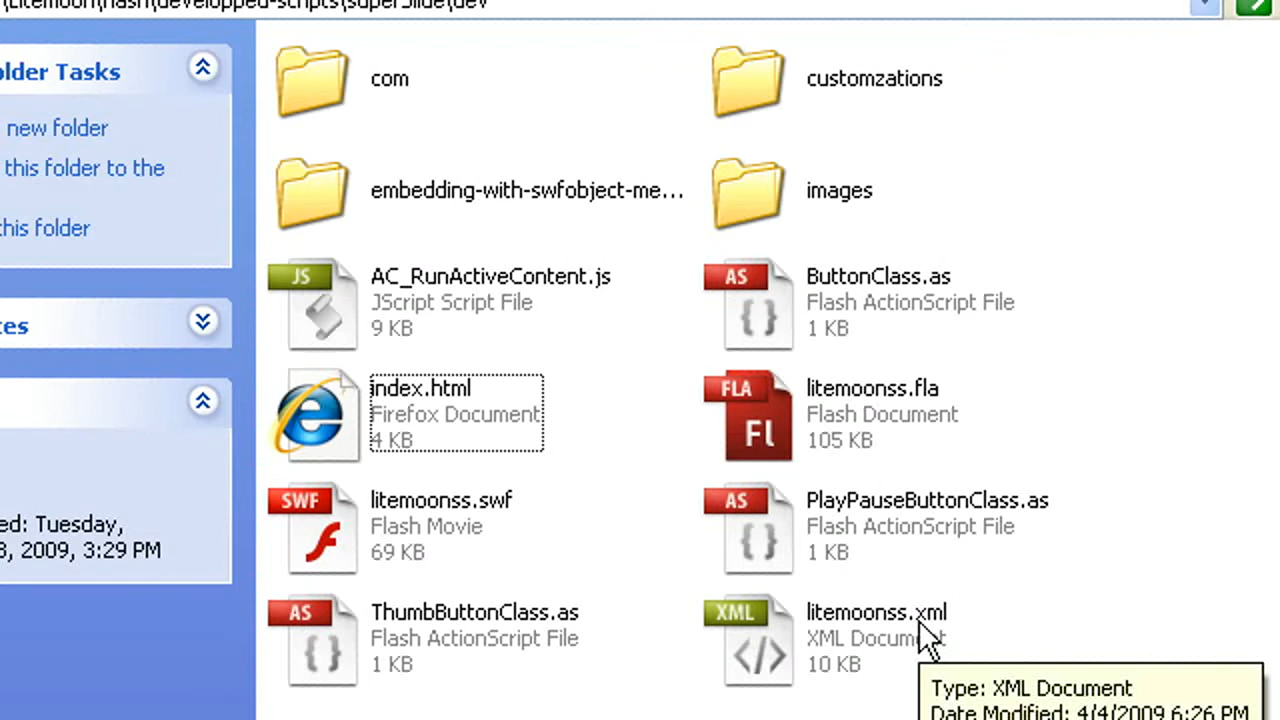 \Litemoon\flash\developped-scripts\superSlide\dev
older Tasks
new folder
this folder to the
this folder
ces
ed: Tuesday,
8, 2009, 3:29 PM
com
customzations
embedding-with-swfobject-me...
images
JS
AC_RunActiveContent.js
JScript Script File
9 KB
AS
ButtonClass.as
Flash ActionScript File
1 KB
index.html
Firefox Document
4 KB
FLA
Fl
litemoonss.fla
Flash Document
105 KB
SWF
litemoonss.swf
Flash Movie
69 KB
AS
PlayPauseButtonClass.as
Flash ActionScript File
1 KB
AS
ThumbButtonClass.as
Flash ActionScript File
1 KB
XML
litemoonss.xml
XML Document
10 KB
Type: XML Document
Date Modified: 4/4/2009 6:26 PM